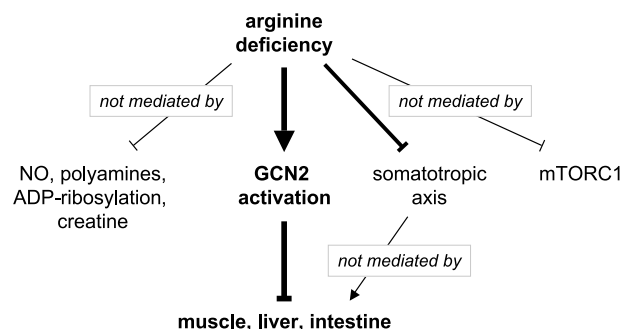 arginine
deficiency
not mediated by
not mediated by
NO, polyamines,
ADP-ribosylation,
creatine
GCN2
activation
somatotropic
axis
mTORC1
not mediated by
muscle, liver, intestine